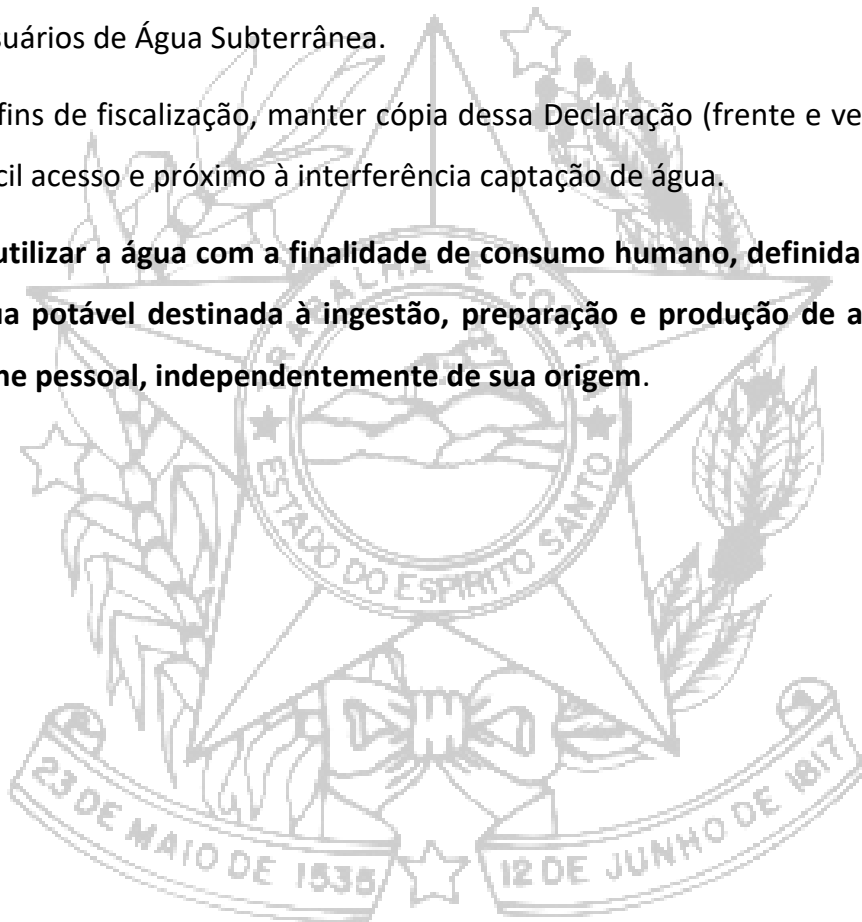 suários de Água Subterrânea.
fins de fiscalização, manter cópia dessa Declaração (frente e ve
cil acesso e próximo à interferência captação de água.
utilizar a água com a finalidade de consumo humano, definida
ua potável destinada à ingestão, preparação e produção de a
ne pessoal, independentemente de sua origem.
TRABALHA E CONFIA
ESTADO DO ESPIRITO SANTO
23 DE MAIO DE 1535
12 DE JUNHO DE 1817